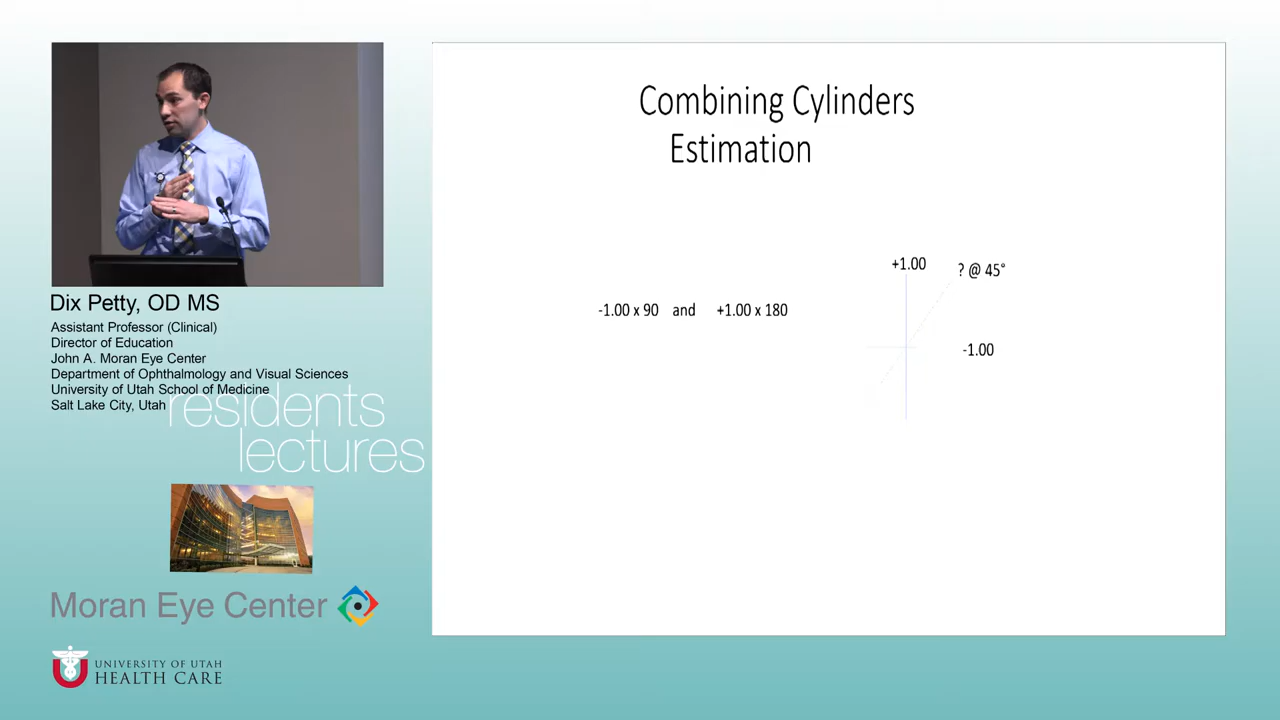 Combining Cylinders
Estimation
+1.00
? @ 45°
-1.00 x 90 and +1.00 x 180
-1.00
Dix Petty, OD MS
Assistant Professor (Clinical)
Director of Education
John A. Moran Eye Center
Department of Ophthalmology and Visual Sciences
University of Utah School of Medicine
Salt Lake City, Utah
residents
lectures
Moran Eye Center
UNIVERSITY OF UTAH
HEALTH CARE